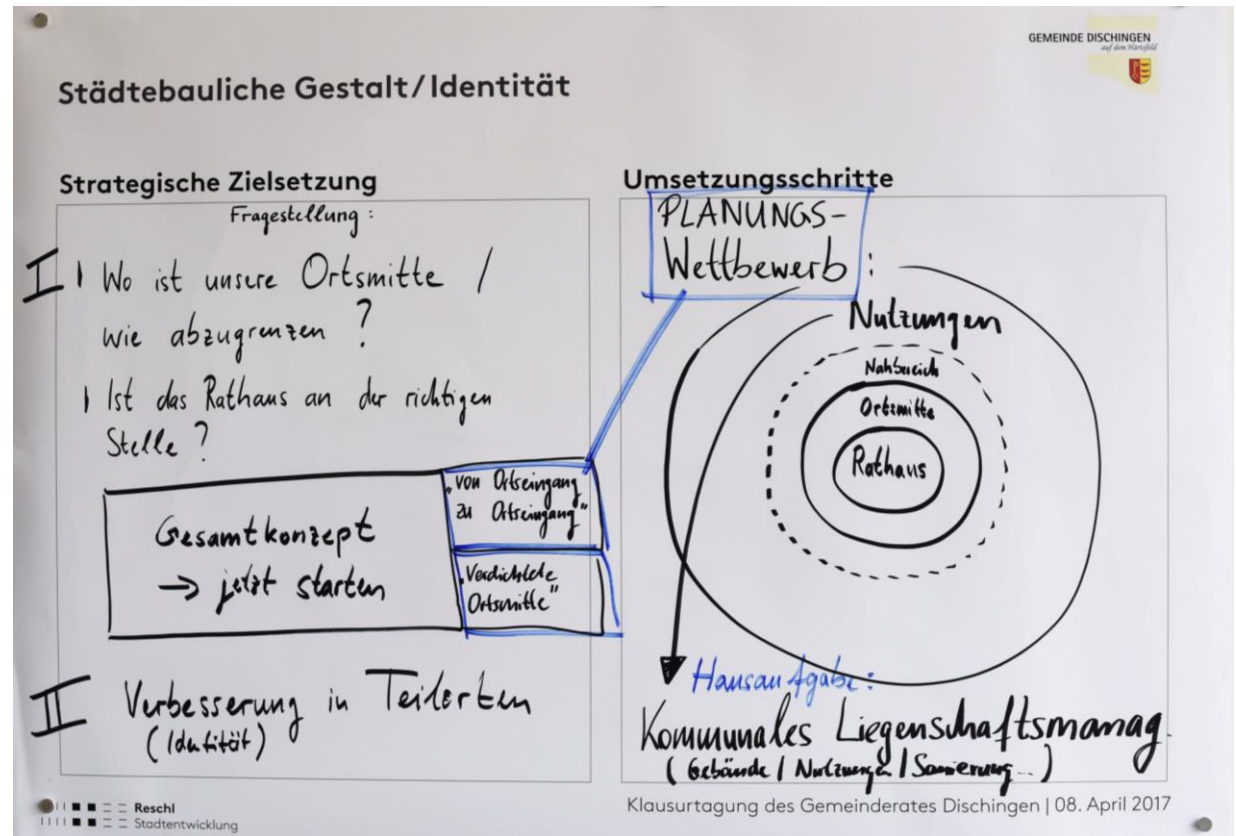 GEMEINDE DISCHINGEN
auf dem Härtsfeld
Städtebauliche Gestalt/Identität
Strategische Zielsetzung
Fragestellung:
I Wo ist unsere Ortsmitte /
wie abzugrenzen ?
Ist das Rathaus an der richtigen
Stelle ?
Gesamtkonzept
→ jetzt starten
„von Ortseingang
zu Ortseingang"
„Verdichtete
Ortsmitte"
II Verbesserung in Teilorten
(Identität)
Umsetzungsschritte
PLANUNGS-
Wettbewerb :
Nutzungen
Nahbereich
Ortsmitte
Rathaus
Hausaufgabe:
Kommunales Liegenschaftsmanag.
(Gebäude / Nutzungen / Sanierung...)
Reschl
Stadtentwicklung
Klausurtagung des Gemeinderates Dischingen | 08. April 2017